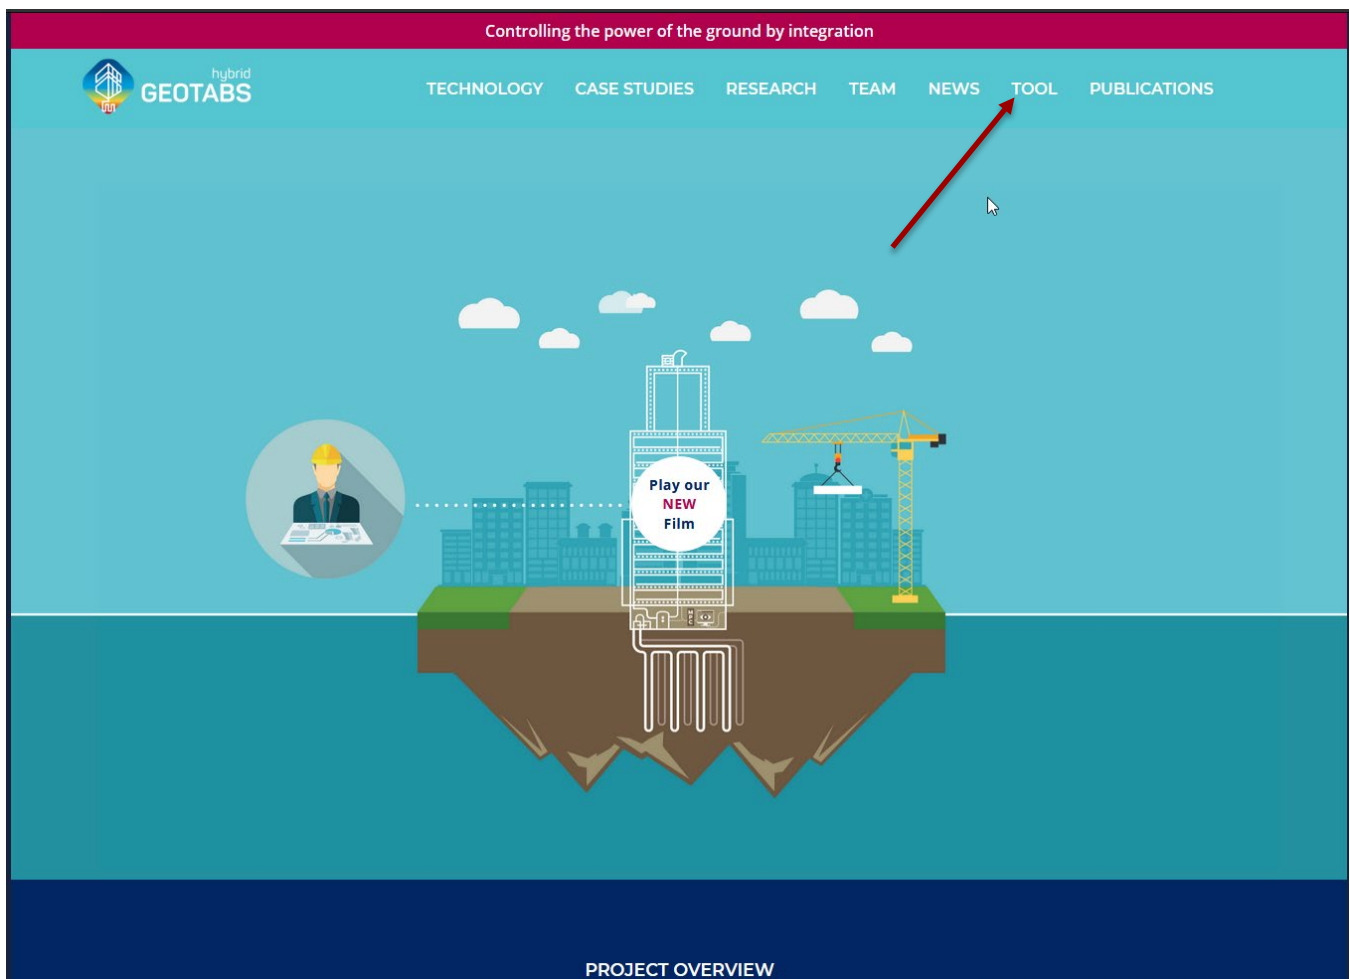 Controlling the power of the ground by integration
hybrid
GEOTABS
TECHNOLOGY CASE STUDIES RESEARCH TEAM NEWS TOOL PUBLICATIONS
Play our
NEW
Film
MPC
PROJECT OVERVIEW